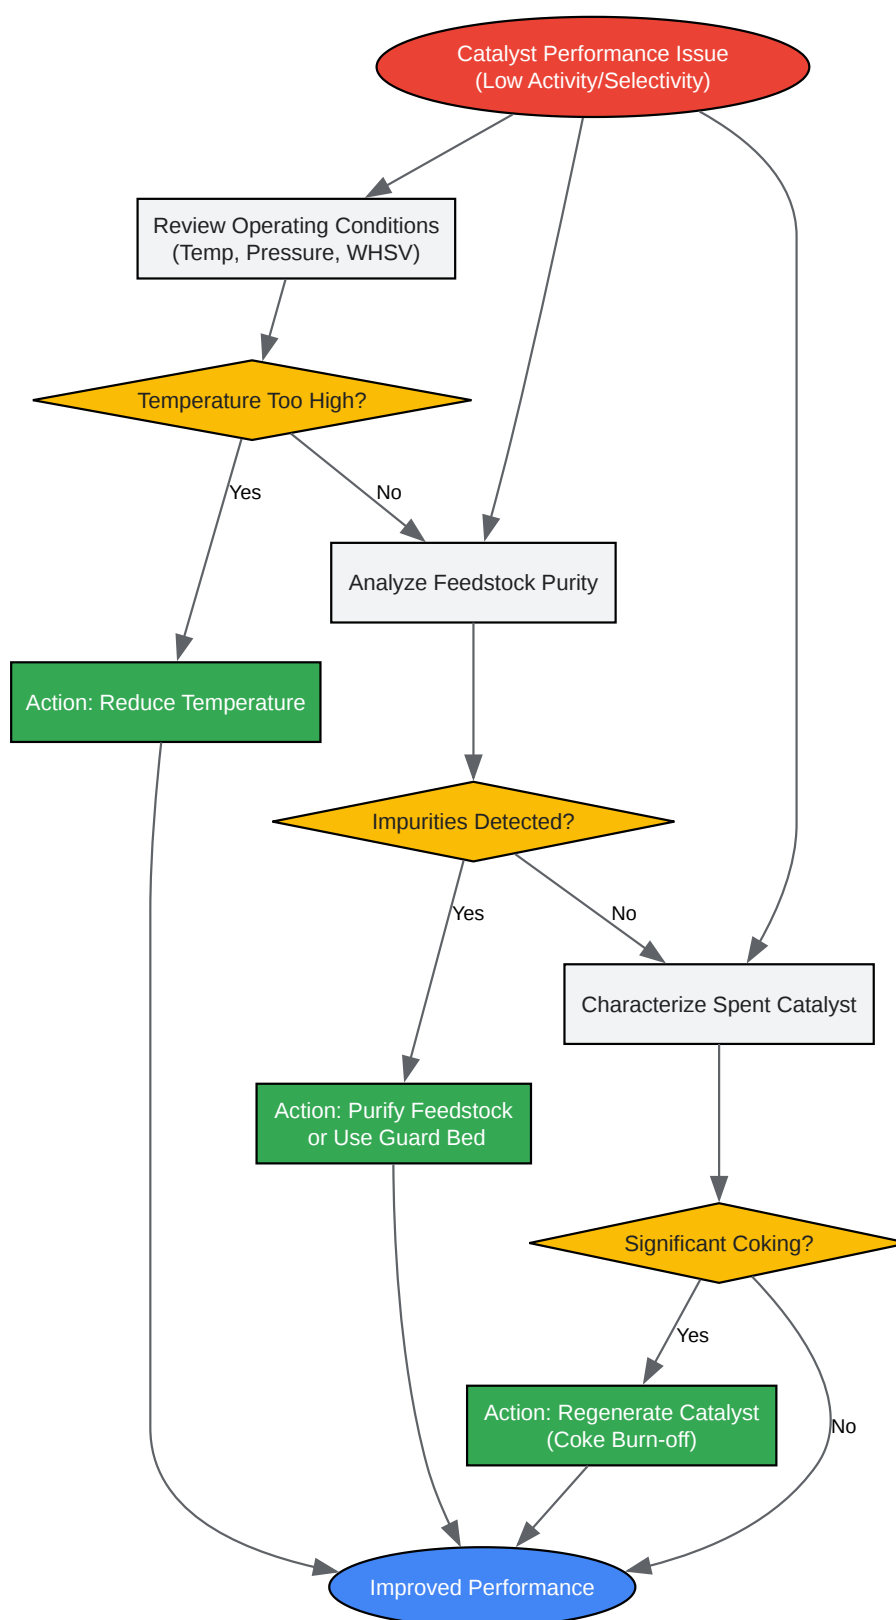 Catalyst Performance Issue
(Low Activity/Selectivity)
Review Operating Conditions
(Temp, Pressure, WHSV)
Temperature Too High?
Yes
No
Analyze Feedstock Purity
Action: Reduce Temperature
Impurities Detected?
Yes
No
Characterize Spent Catalyst
Action: Purify Feedstock
or Use Guard Bed
Significant Coking?
Yes
Action: Regenerate Catalyst
(Coke Burn-off)
No
Improved Performance